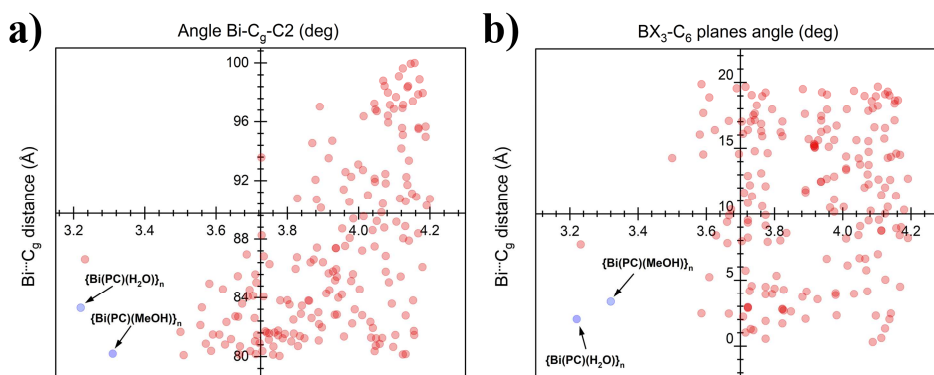 a)
Angle Bi-Cg-C2 (deg)
Bi···Cg distance (Å)
100
96
92
88
84
80
3.2
3.4
3.6
3.8
4.0
4.2
{Bi(PC)(H2O)}n
{Bi(PC)(MeOH)}n
b)
BX3-C6 planes angle (deg)
Bi···Cg distance (Å)
20
15
10
5
0
3.2
3.4
3.6
3.8
4.0
4.2
{Bi(PC)(MeOH)}n
{Bi(PC)(H2O)}n